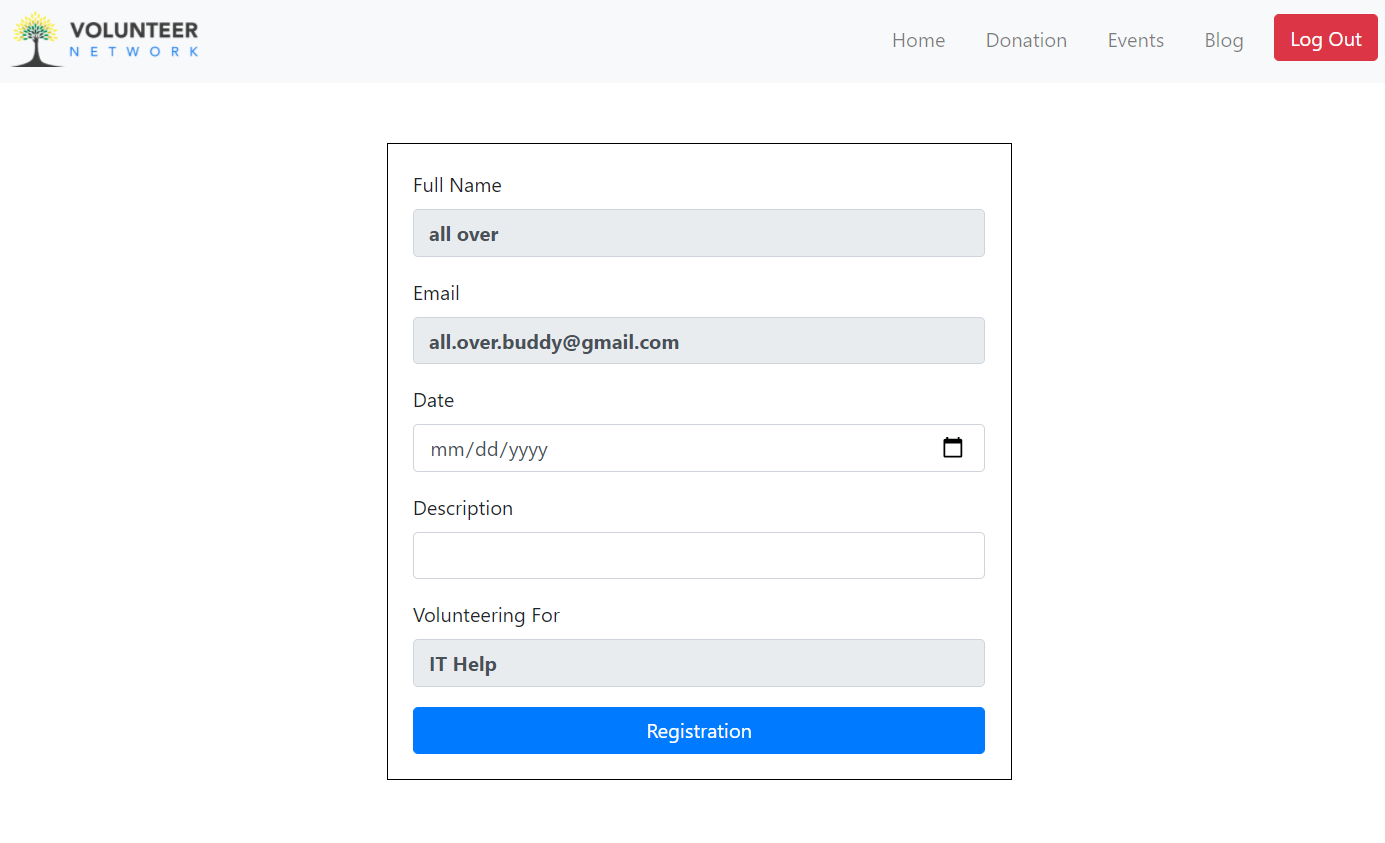 VOLUNTEER
NETWORK
Home Donation Events Blog Log Out
Full Name
all over
Email
all.over.buddy@gmail.com
Date
mm/dd/yyyy
Description
Volunteering For
IT Help
Registration